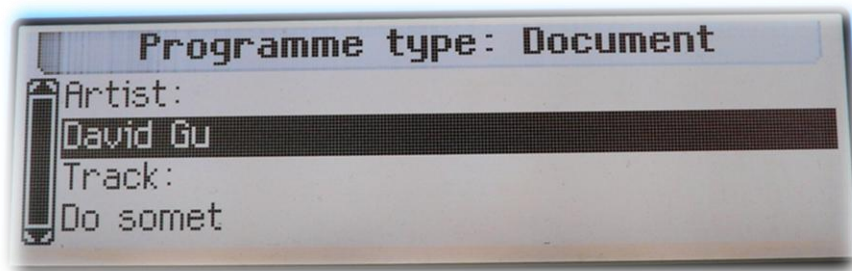 Programme type: Document
Artist:
David Gu
Track:
Do somet